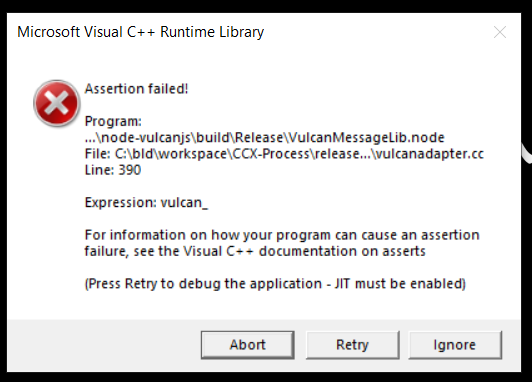 Microsoft Visual C++ Runtime Library
Assertion failed!
Program:
...\node-vulcanjs\build\Release\VulcanMessageLib.node
File: C:\bld\workspace\CCX-Process\release...\vulcanadapter.cc
Line: 390
Expression: vulcan_
For information on how your program can cause an assertion
failure, see the Visual C++ documentation on asserts
(Press Retry to debug the application - JIT must be enabled)
Abort Retry Ignore